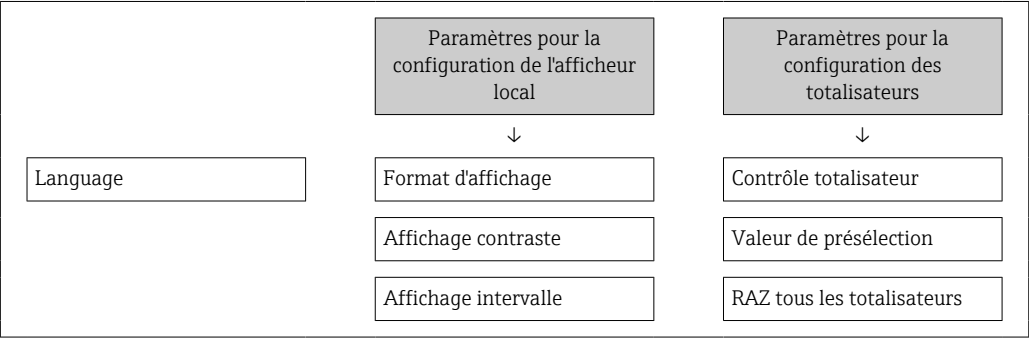 Paramètres pour la
configuration de l'afficheur
local
Paramètres pour la
configuration des
totalisateurs
↓
↓
Language
Format d'affichage
Contrôle totalisateur
Affichage contraste
Valeur de présélection
Affichage intervalle
RAZ tous les totalisateurs